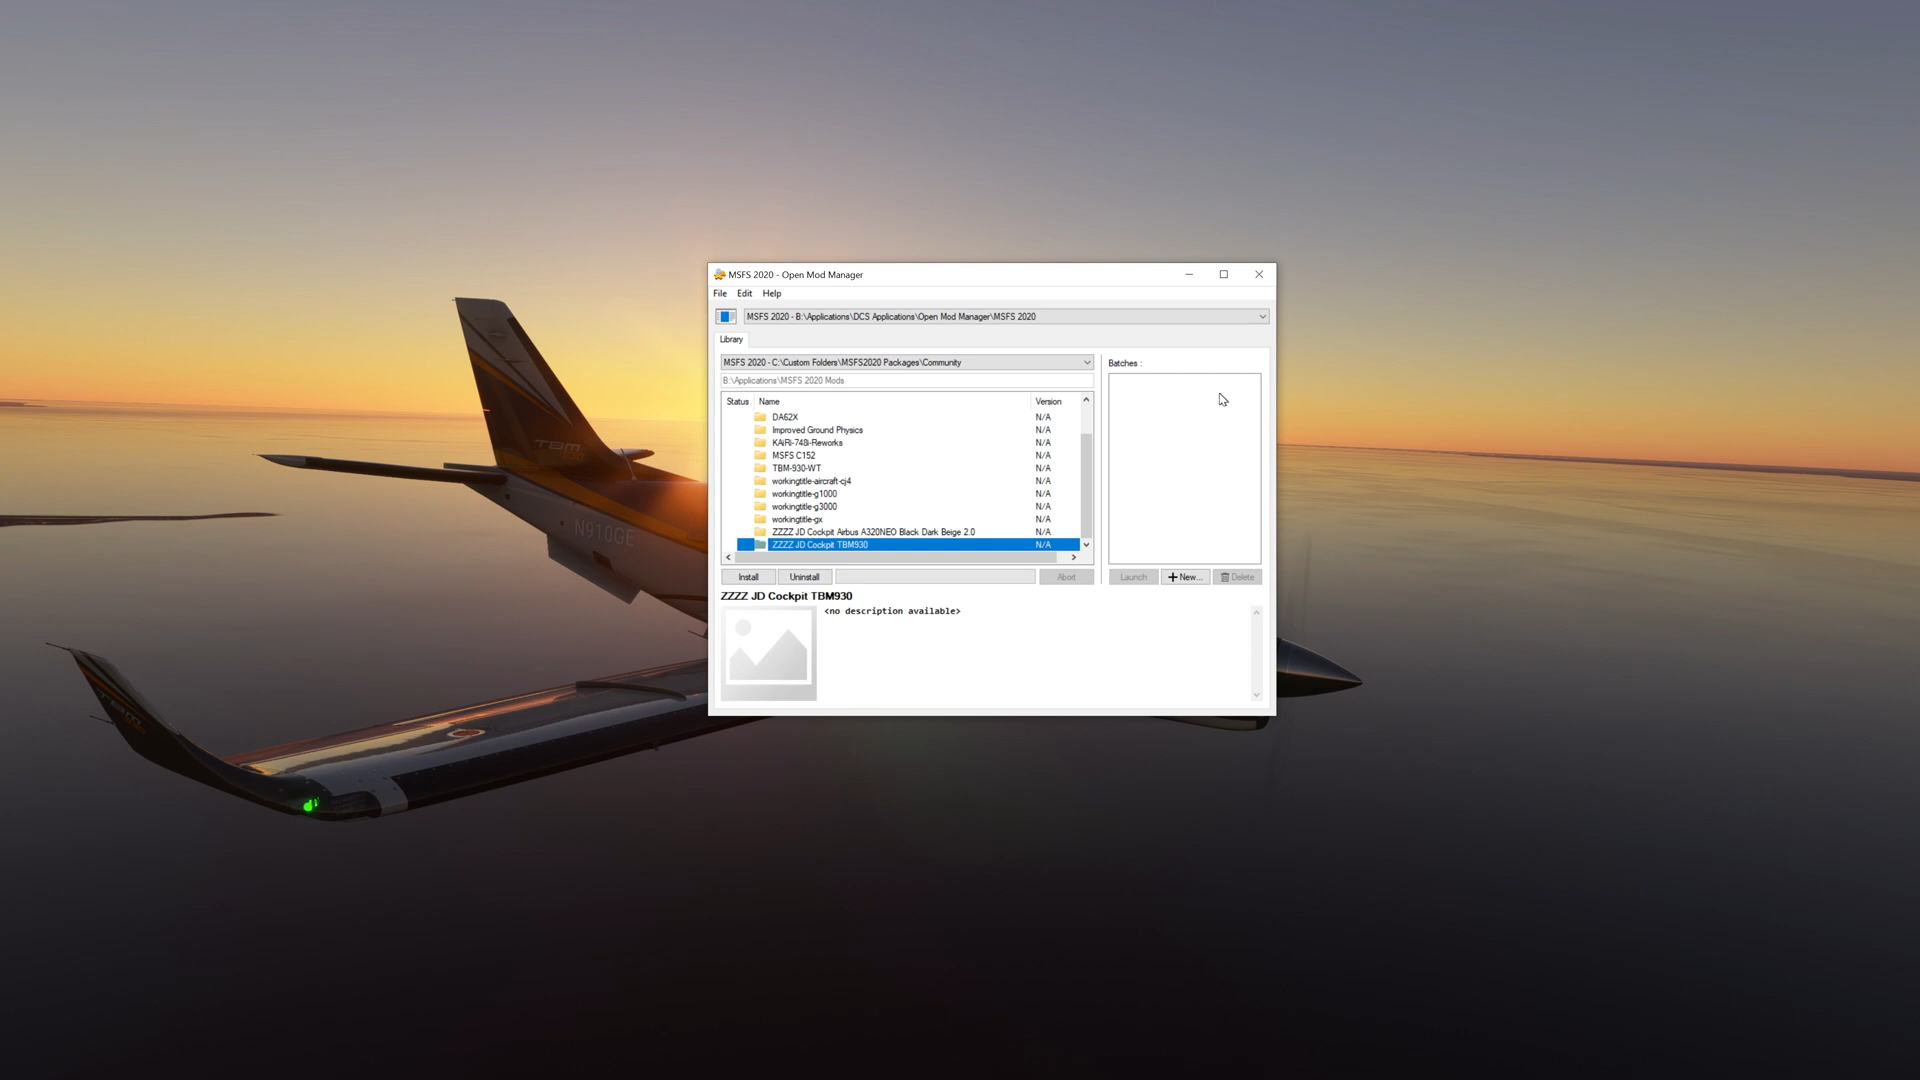 MSFS 2020 - Open Mod Manager
File Edit Help
MSFS 2020 - B:\Applications\DCS Applications\Open Mod Manager\MSFS 2020
Library
MSFS 2020 - C:\Custom Folders\MSFS2020 Packages\Community
Batches :
B:\Applications\MSFS 2020 Mods
Status Name Version
DA62X N/A
Improved Ground Physics N/A
KAiRi-748i-Reworks N/A
MSFS C152 N/A
TBM-930-WT N/A
workingtitle-aircraft-cj4 N/A
workingtitle-g1000 N/A
workingtitle-g3000 N/A
workingtitle-gx N/A
ZZZZ JD Cockpit Airbus A320NEO Black Dark Beige 2.0 N/A
ZZZZ JD Cockpit TBM930 N/A
Install Uninstall Abort Launch New... Delete
ZZZZ JD Cockpit TBM930
<no description available>
TBM
N910GE